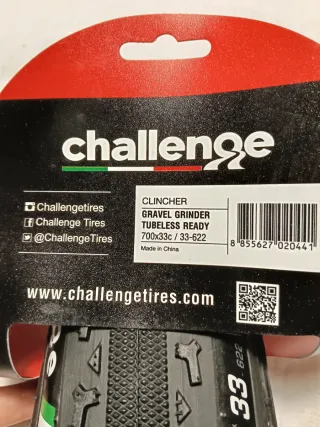 challenge
Challengetires
Challenge Tires
@ChallengeTires
CLINCHER
GRAVEL GRINDER
TUBELESS READY
700x33c / 33-622
Made in China
8 855627 020441
www.challengetires.com
33-622